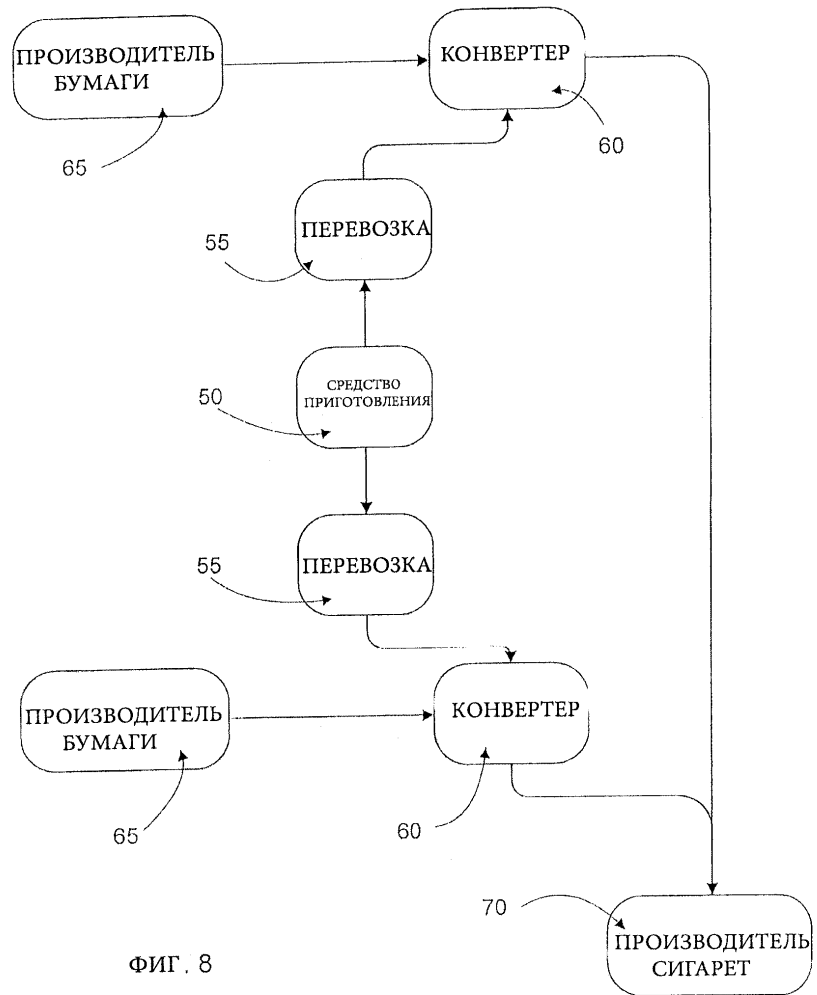 ПРОИЗВОДИТЕЛЬ
БУМАГИ
65
КОНВЕРТЕР
60
ПЕРЕВОЗКА
55
СРЕДСТВО
ПРИГОТОВЛЕНИЯ
50
ПЕРЕВОЗКА
55
ПРОИЗВОДИТЕЛЬ
БУМАГИ
65
КОНВЕРТЕР
60
70
ПРОИЗВОДИТЕЛЬ
СИГАРЕТ
ФИГ. 8